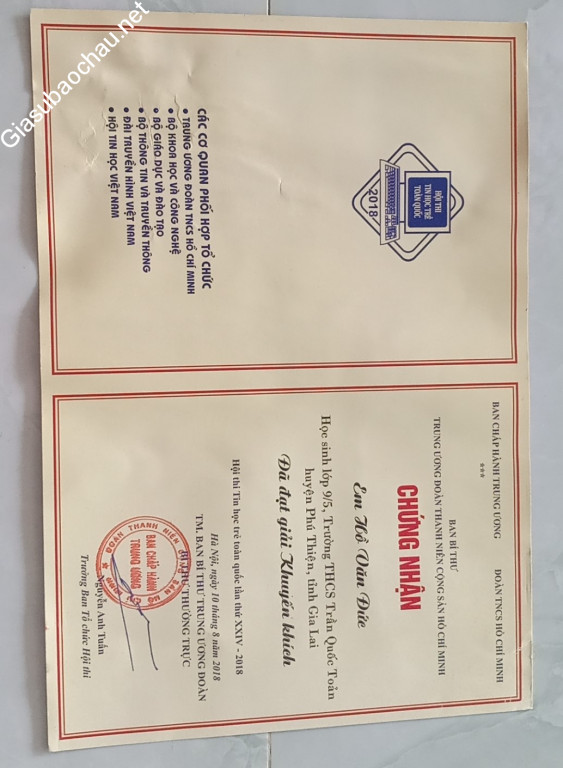 Giasubaochau.net
HỘI THI
TIN HỌC TRẺ
TOÀN QUỐC
2018
CÁC CƠ QUAN PHỐI HỢP TỔ CHỨC
• TRUNG ƯƠNG ĐOÀN TNCS HỒ CHÍ MINH
• BỘ KHOA HỌC VÀ CÔNG NGHỆ
• BỘ GIÁO DỤC VÀ ĐÀO TẠO
• BỘ THÔNG TIN VÀ TRUYỀN THÔNG
• ĐÀI TRUYỀN HÌNH VIỆT NAM
• HỘI TIN HỌC VIỆT NAM
BAN CHẤP HÀNH TRUNG ƯƠNG ĐOÀN TNCS HỒ CHÍ MINH
***
BAN BÍ THƯ
TRUNG ƯƠNG ĐOÀN THANH NIÊN CỘNG SẢN HỒ CHÍ MINH
CHỨNG NHẬN
Em Hồ Văn Đức
Học sinh lớp 9/5, Trường THCS Trần Quốc Toản
huyện Phú Thiện, tỉnh Gia Lai
Đã đạt giải Khuyến khích
Hội thi Tin học trẻ toàn quốc lần thứ XXIV - 2018
Hà Nội, ngày 10 tháng 8 năm 2018
TM. BAN BÍ THƯ TRUNG ƯƠNG ĐOÀN
BÍ THƯ THƯỜNG TRỰC
BAN CHẤP HÀNH
TRUNG ƯƠNG
Nguyễn Anh Tuấn
Trưởng Ban Tổ chức Hội thi